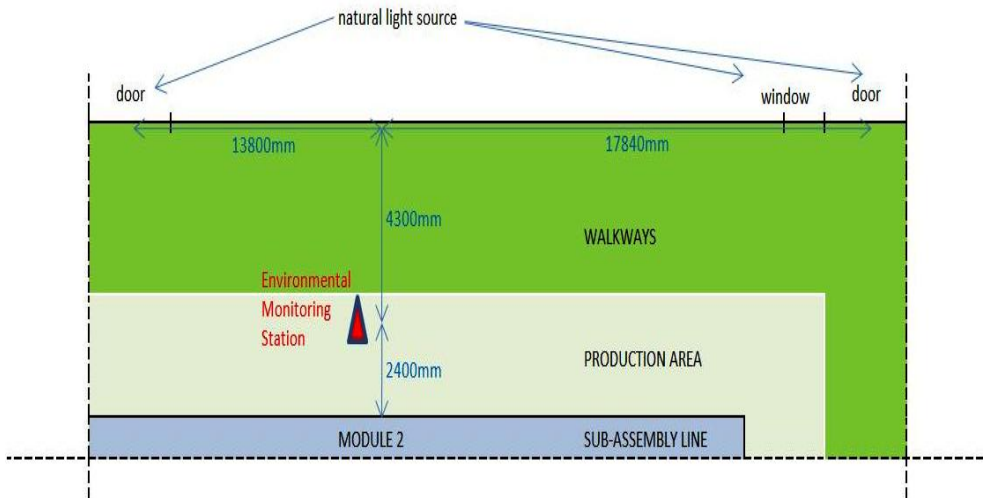 natural light source
door
window
door
13800mm
17840mm
4300mm
WALKWAYS
Environmental
Monitoring
Station
2400mm
PRODUCTION AREA
MODULE 2
SUB-ASSEMBLY LINE